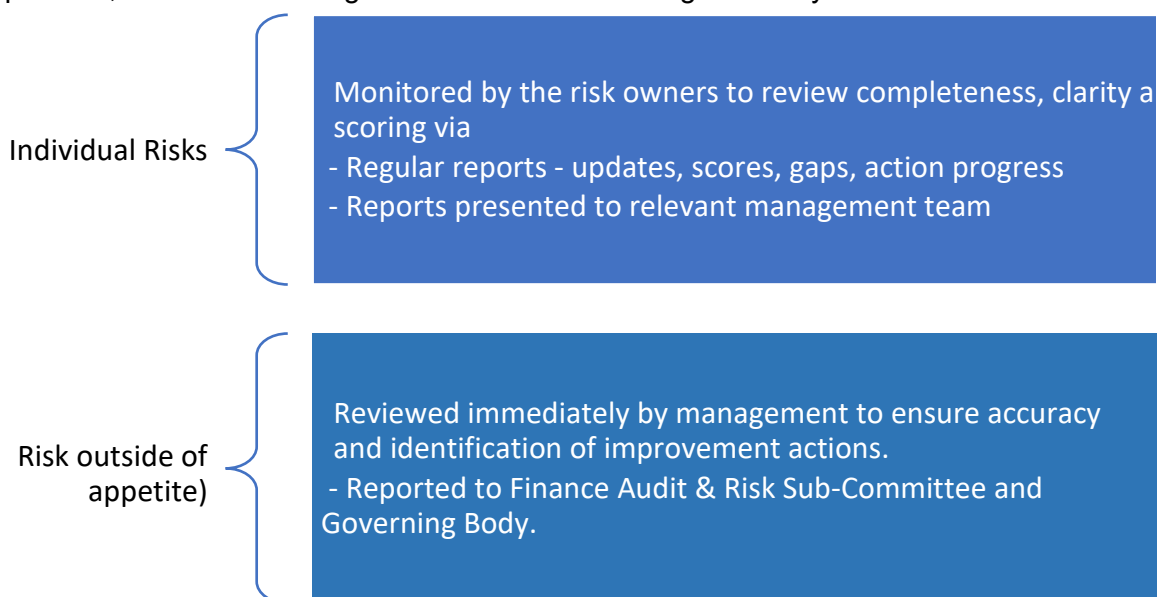 Monitored by the risk owners to review completeness, clarity a
scoring via
Individual Risks
- Regular reports - updates, scores, gaps, action progress
- Reports presented to relevant management team
Reviewed immediately by management to ensure accuracy
and identification of improvement actions.
Risk outside of
appetite)
- Reported to Finance Audit & Risk Sub-Committee and
Governing Body.